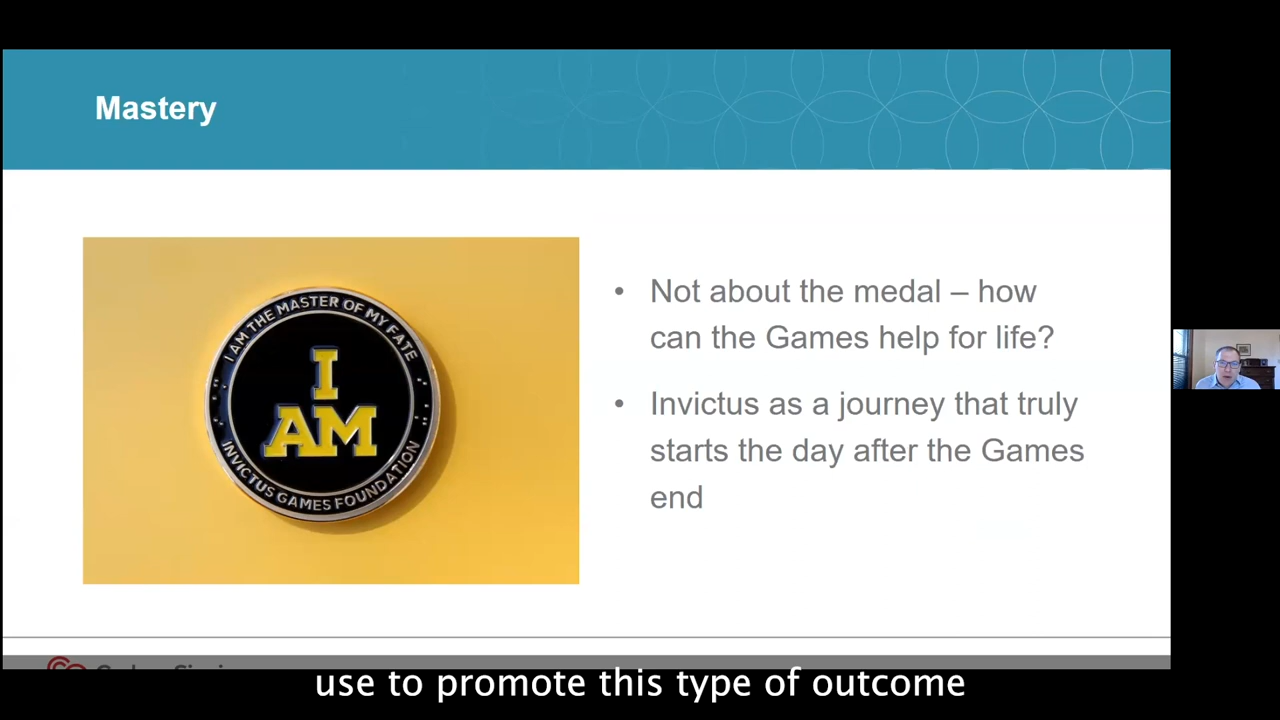 Mastery
I AM THE MASTER OF MY FATE
I
AM
INVICTUS GAMES FOUNDATION
• Not about the medal – how
can the Games help for life?
• Invictus as a journey that truly
starts the day after the Games
end
use to promote this type of outcome